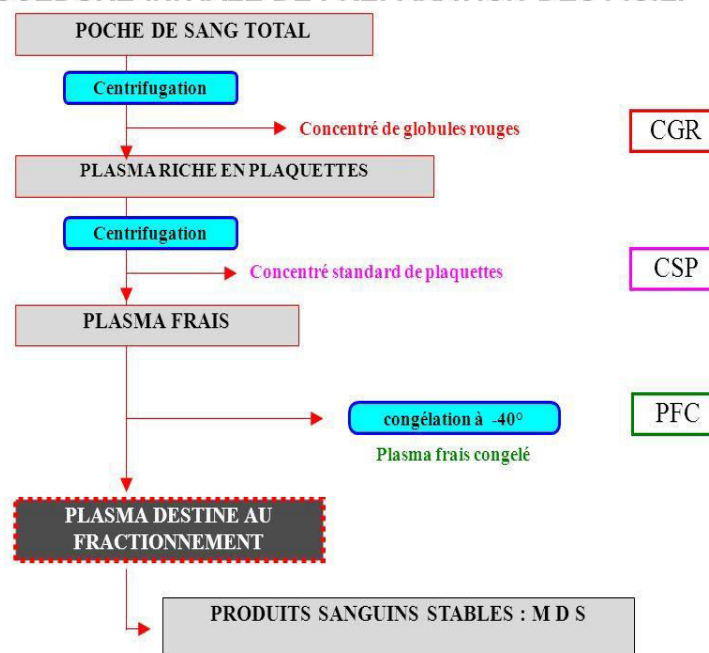 POCHE DE SANG TOTAL
Centrifugation
Concentré de globules rouges
CGR
PLASMA RICHE EN PLAQUETTES
Centrifugation
Concentré standard de plaquettes
CSP
PLASMA FRAIS
congélation à -40°
PFC
Plasma frais congelé
PLASMA DESTINE AU
FRACTIONNEMENT
PRODUITS SANGUINS STABLES : M D S